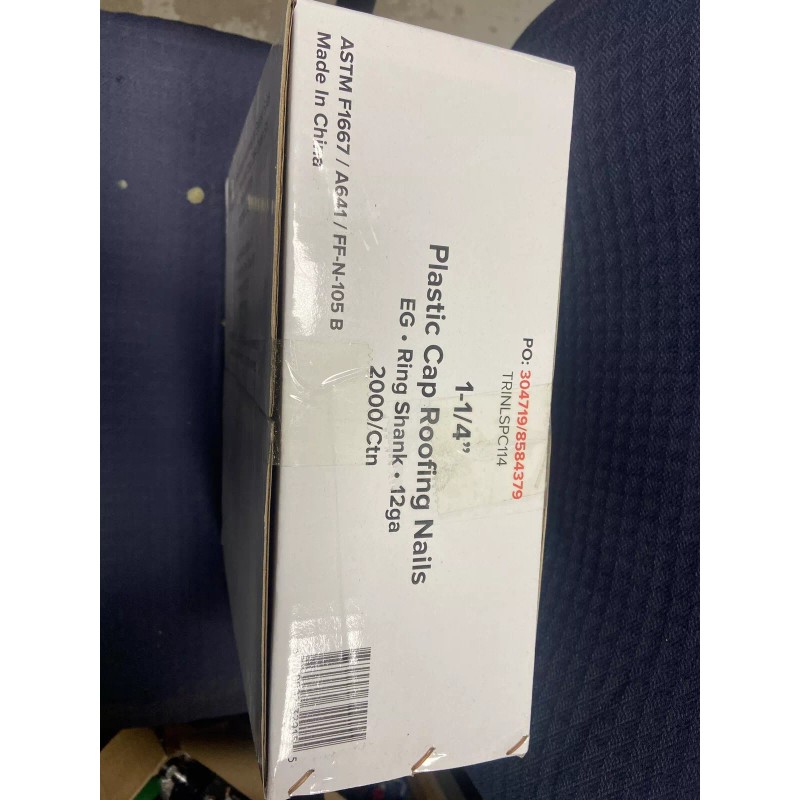 PO: 304719/8584379
TRINLSPC114
1-1/4”
Plastic Cap Roofing Nails
EG • Ring Shank • 12ga
2000/Ctn
ASTM F1667 / A641 / FF-N-105 B
Made In China